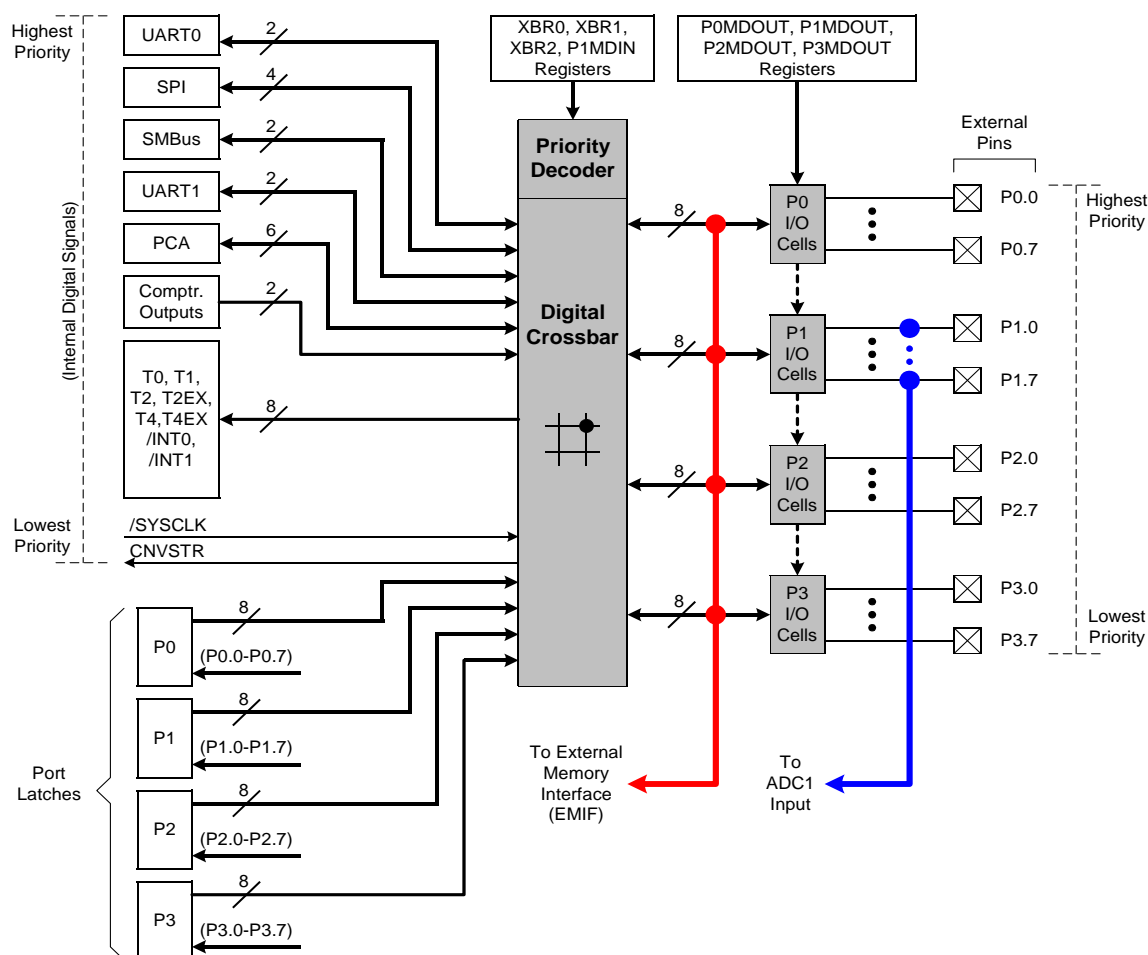 Highest
Priority
UART0
2
SPI
4
SMBus
2
UART1
2
PCA
6
Comptr.
Outputs
2
T0, T1,
T2, T2EX,
T4,T4EX
/INT0,
/INT1
8
(Internal Digital Signals)
Lowest
Priority
/SYSCLK
CNVSTR
Port
Latches
P0
8
(P0.0-P0.7)
P1
8
(P1.0-P1.7)
P2
8
(P2.0-P2.7)
P3
8
(P3.0-P3.7)
XBR0, XBR1,
XBR2, P1MDIN
Registers
Priority
Decoder
Digital
Crossbar
P0MDOUT, P1MDOUT,
P2MDOUT, P3MDOUT
Registers
External
Pins
8
P0
I/O
Cells
P0.0
P0.7
8
P1
I/O
Cells
P1.0
P1.7
8
P2
I/O
Cells
P2.0
P2.7
8
P3
I/O
Cells
P3.0
P3.7
Highest
Priority
Lowest
Priority
To External
Memory
Interface
(EMIF)
To
ADC1
Input